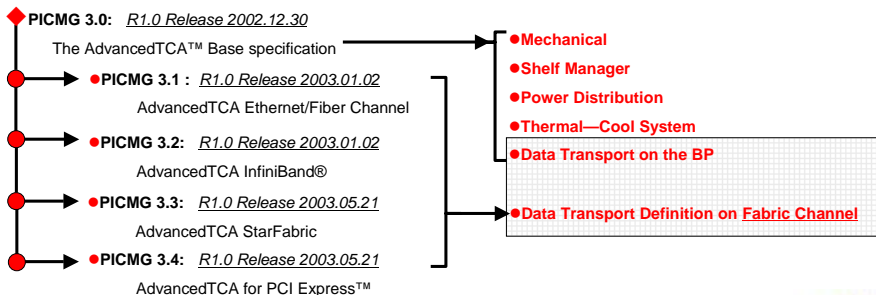 PICMG 3.0: R1.0 Release 2002.12.30
The AdvancedTCA™ Base specification
●PICMG 3.1 : R1.0 Release 2003.01.02
AdvancedTCA Ethernet/Fiber Channel
●PICMG 3.2: R1.0 Release 2003.01.02
AdvancedTCA InfiniBand®
●PICMG 3.3: R1.0 Release 2003.05.21
AdvancedTCA StarFabric
●PICMG 3.4: R1.0 Release 2003.05.21
AdvancedTCA for PCI Express™
●Mechanical
●Shelf Manager
●Power Distribution
●Thermal—Cool System
●Data Transport on the BP
●Data Transport Definition on Fabric Channel